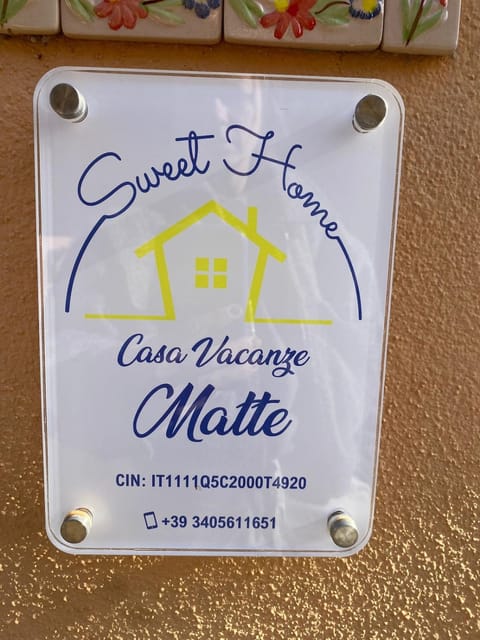 Sweet Home
Casa Vacanze
Matte
CIN: IT1111Q5C2000T4920
+39 3405611651